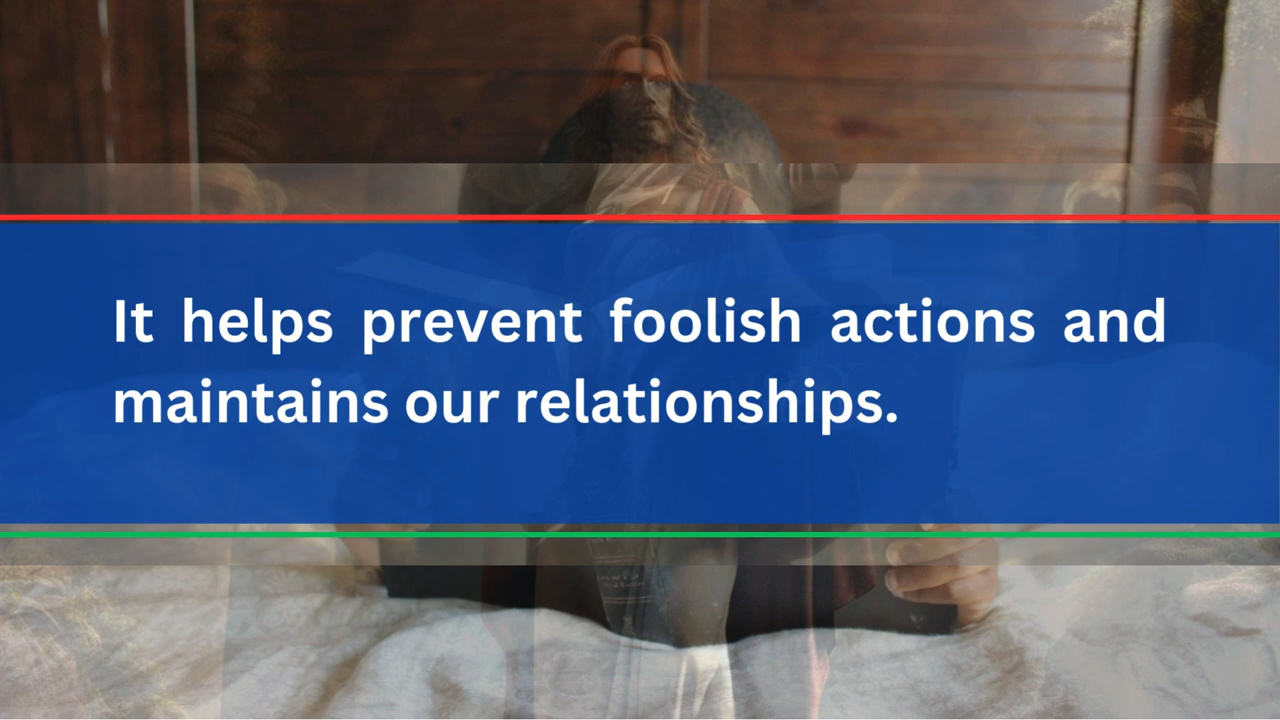 It helps prevent foolish actions and
maintains our relationships.